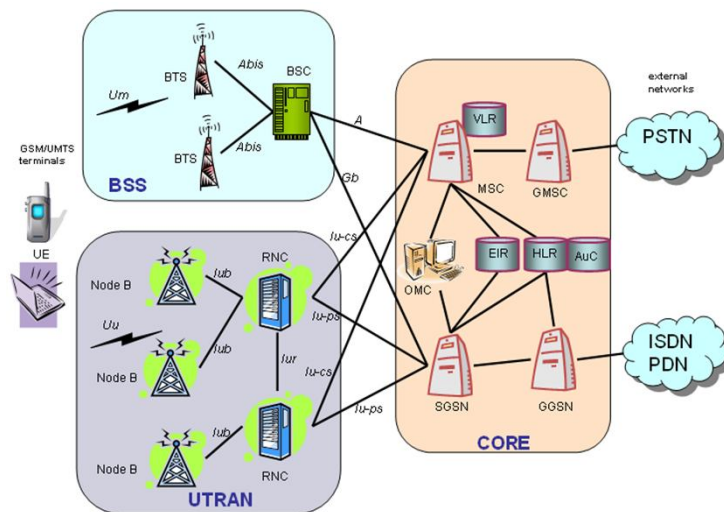 Abis
BTS
BSC
Um
BTS
Abis
BSS
A
Gb
VLR
MSC
GMSC
external
networks
PSTN
GSM/UMTS
terminals
UE
Node B
Iub
RNC
Uu
Iub
Node B
Iur
Node B
Iub
RNC
UTRAN
Iu-cs
Iu-ps
Iu-cs
Iu-ps
OMC
EIR
HLR
AuC
SGSN
GGSN
CORE
ISDN
PDN